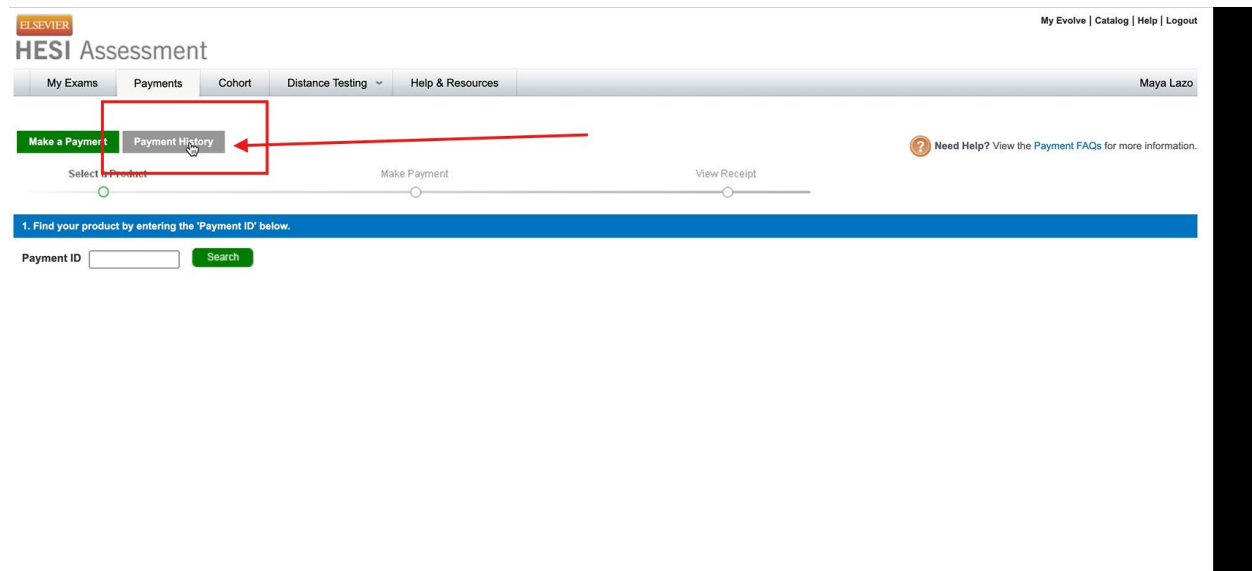 ELSEVIER
My Evolve | Catalog | Help | Logout
HESI Assessment
My Exams Payments Cohort Distance Testing Help & Resources Maya Lazo
Make a Payment Payment History
? Need Help? View the Payment FAQs for more information.
Select a Product Make Payment View Receipt
1. Find your product by entering the 'Payment ID' below.
Payment ID Search